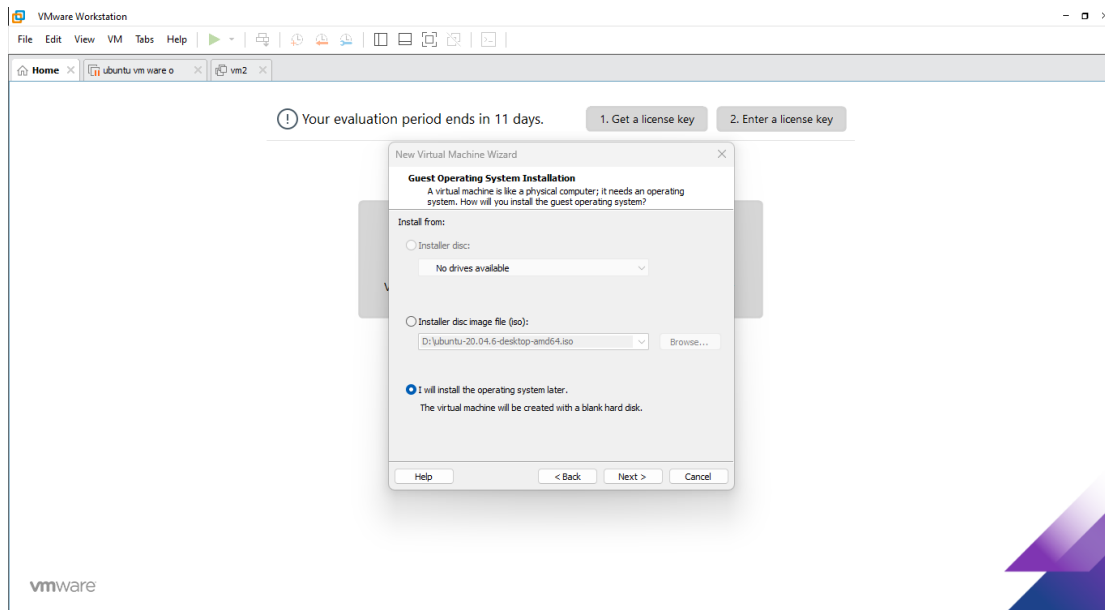 VMware Workstation
File Edit View VM Tabs Help
Home ubuntu vm ware o vm2
Your evaluation period ends in 11 days. 1. Get a license key 2. Enter a license key
New Virtual Machine Wizard
Guest Operating System Installation
A virtual machine is like a physical computer; it needs an operating
system. How will you install the guest operating system?
Install from:
Installer disc:
No drives available
Installer disc image file (iso):
D:\ubuntu-20.04.6-desktop-amd64.iso Browse...
I will install the operating system later.
The virtual machine will be created with a blank hard disk.
Help < Back Next > Cancel
vmware